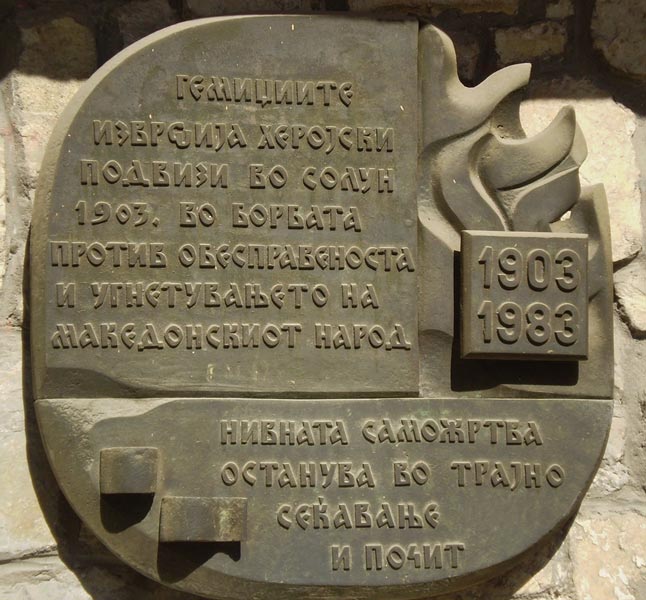 ГЕМИЏИИТЕ
ИЗВРШИЈА ХЕРОЈСКИ
ПОДВИЗИ ВО СОЛУН
1903. ВО БОРБАТА
ПРОТИВ ОБЕСПРАВЕНОСТА
И УГНЕТУВАЊЕТО НА
МАКЕДОНСКИОТ НАРОД
1903
1983
НИВНАТА САМОЖРТВА
ОСТАНУВА ВО ТРАЈНО
СЕЌАВАЊЕ
И ПОЧИТ